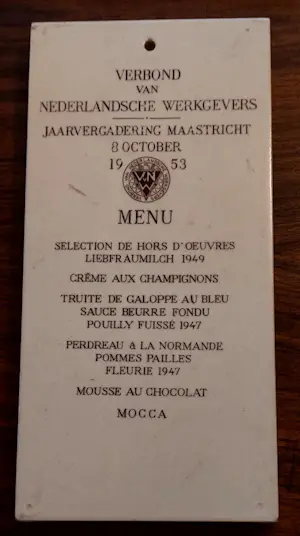 VERBOND
VAN
NEDERLANDSCHE WERKGEVERS
JAARVERGADERING MAASTRICHT
8 OCTOBER
19 53
VNW
MENU
SELECTION DE HORS D'OEUVRES
LIEBFRAUMILCH 1949
CRÊME AUX CHAMPIGNONS
TRUITE DE GALOPPE AU BLEU
SAUCE BEURRE FONDU
POUILLY FUISSÉ 1947
PERDREAU à LA NORMANDE
POMMES PAILLES
FLEURIE 1947
MOUSSE AU CHOCOLAT
MOCCA